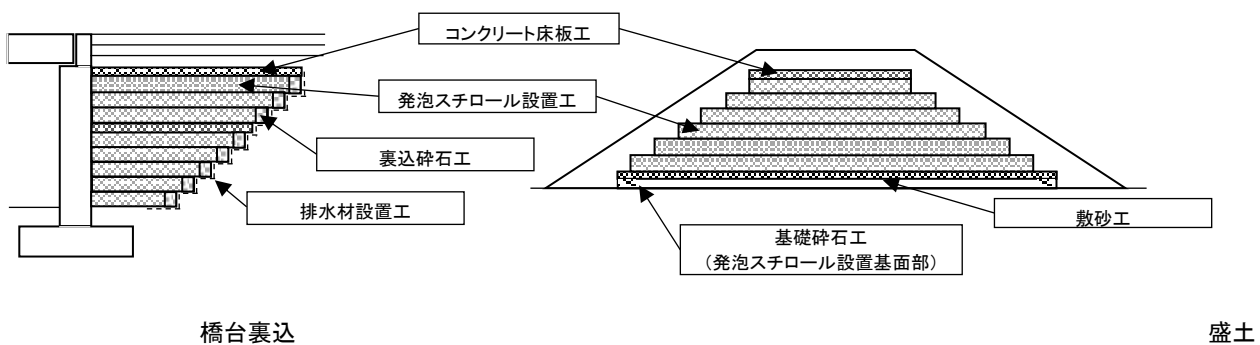 コンクリート床板工
発泡スチロール設置工
裏込砕石工
排水材設置工
敷砂工
基礎砕石工
（発泡スチロール設置基面部）
橋台裏込
盛土